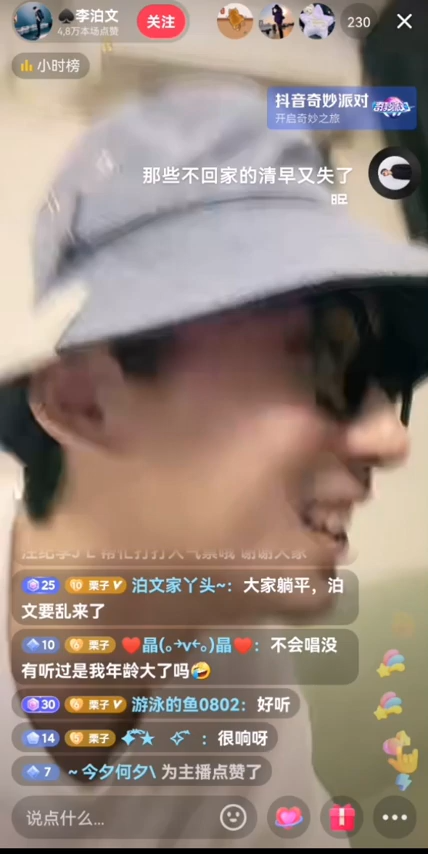 ♠李泊文
4.8万本场点赞
关注
230
小时榜
抖音奇妙派对
开启奇妙之旅
那些不回家的清早又失了
眠
25 栗子 泊文家丫头~：大家躺平，泊
文要乱来了
10 栗子 ❤️晶(｡˃̵ᴗ˂̵｡)晶❤️：不会唱没
有听过是我年龄大了吗🤣
30 栗子 游泳的鱼0802：好听
14 栗子 ：很响呀
7 ~今夕何夕\ 为主播点赞了
说点什么...